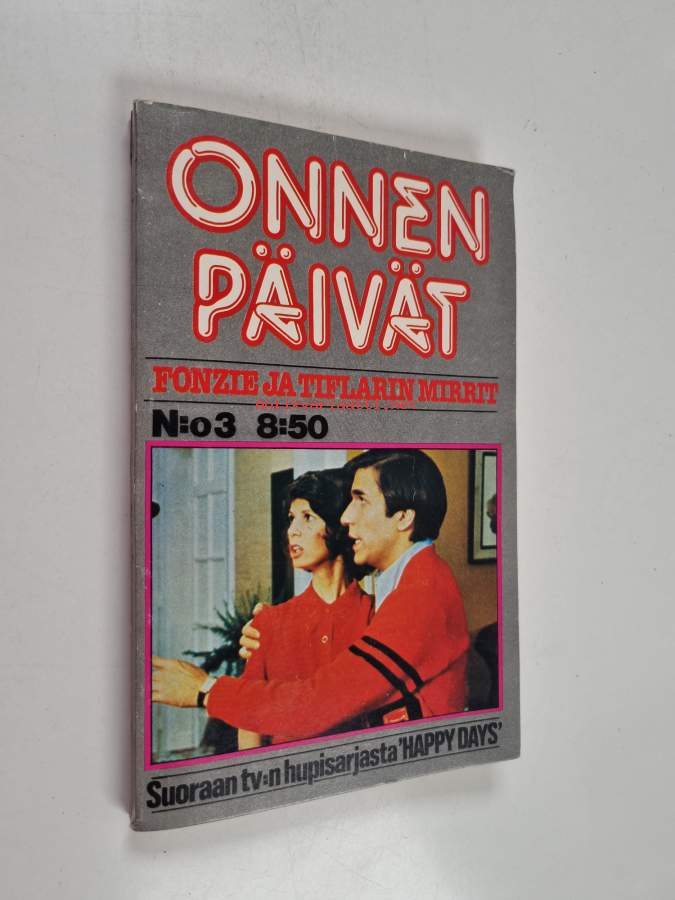 ONNEN
PÄIVÄT
FONZIE JA TIFLARIN MIRRIT
N:o 3 8:50
Suoraan tv:n hupisarjasta 'HAPPY DAYS'